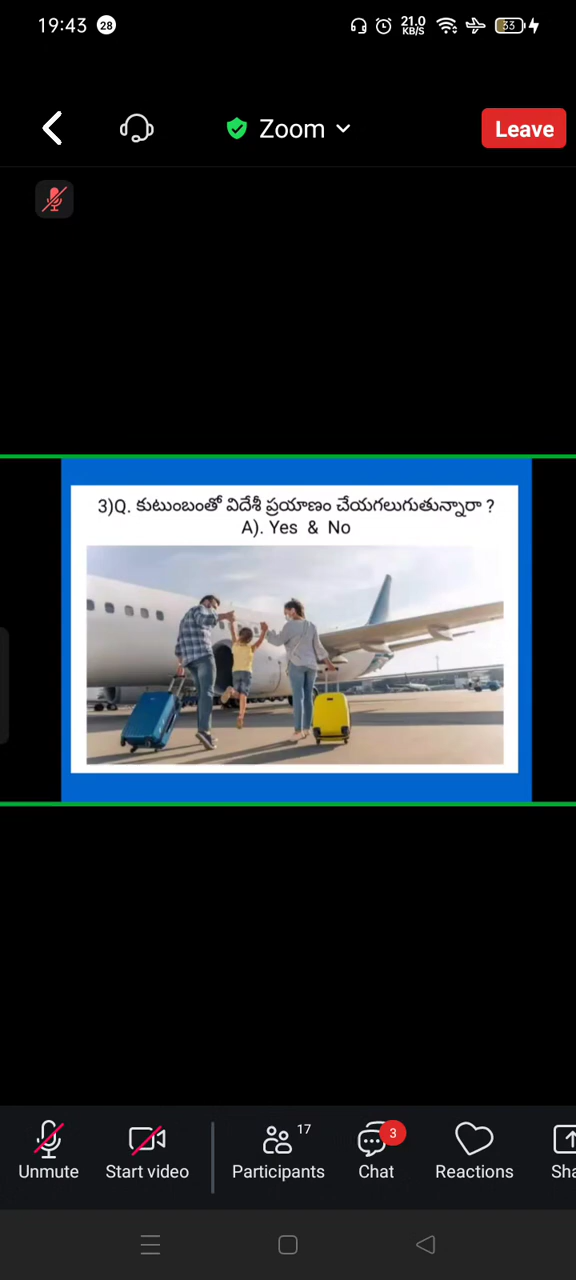 19:43 28 21.0 KB/S 33
Zoom Leave
3)Q. కుటుంబంతో విదేశీ ప్రయాణం చేయగలుగుతున్నారా ?
A). Yes & No
17 3
Unmute Start video Participants Chat Reactions Sha